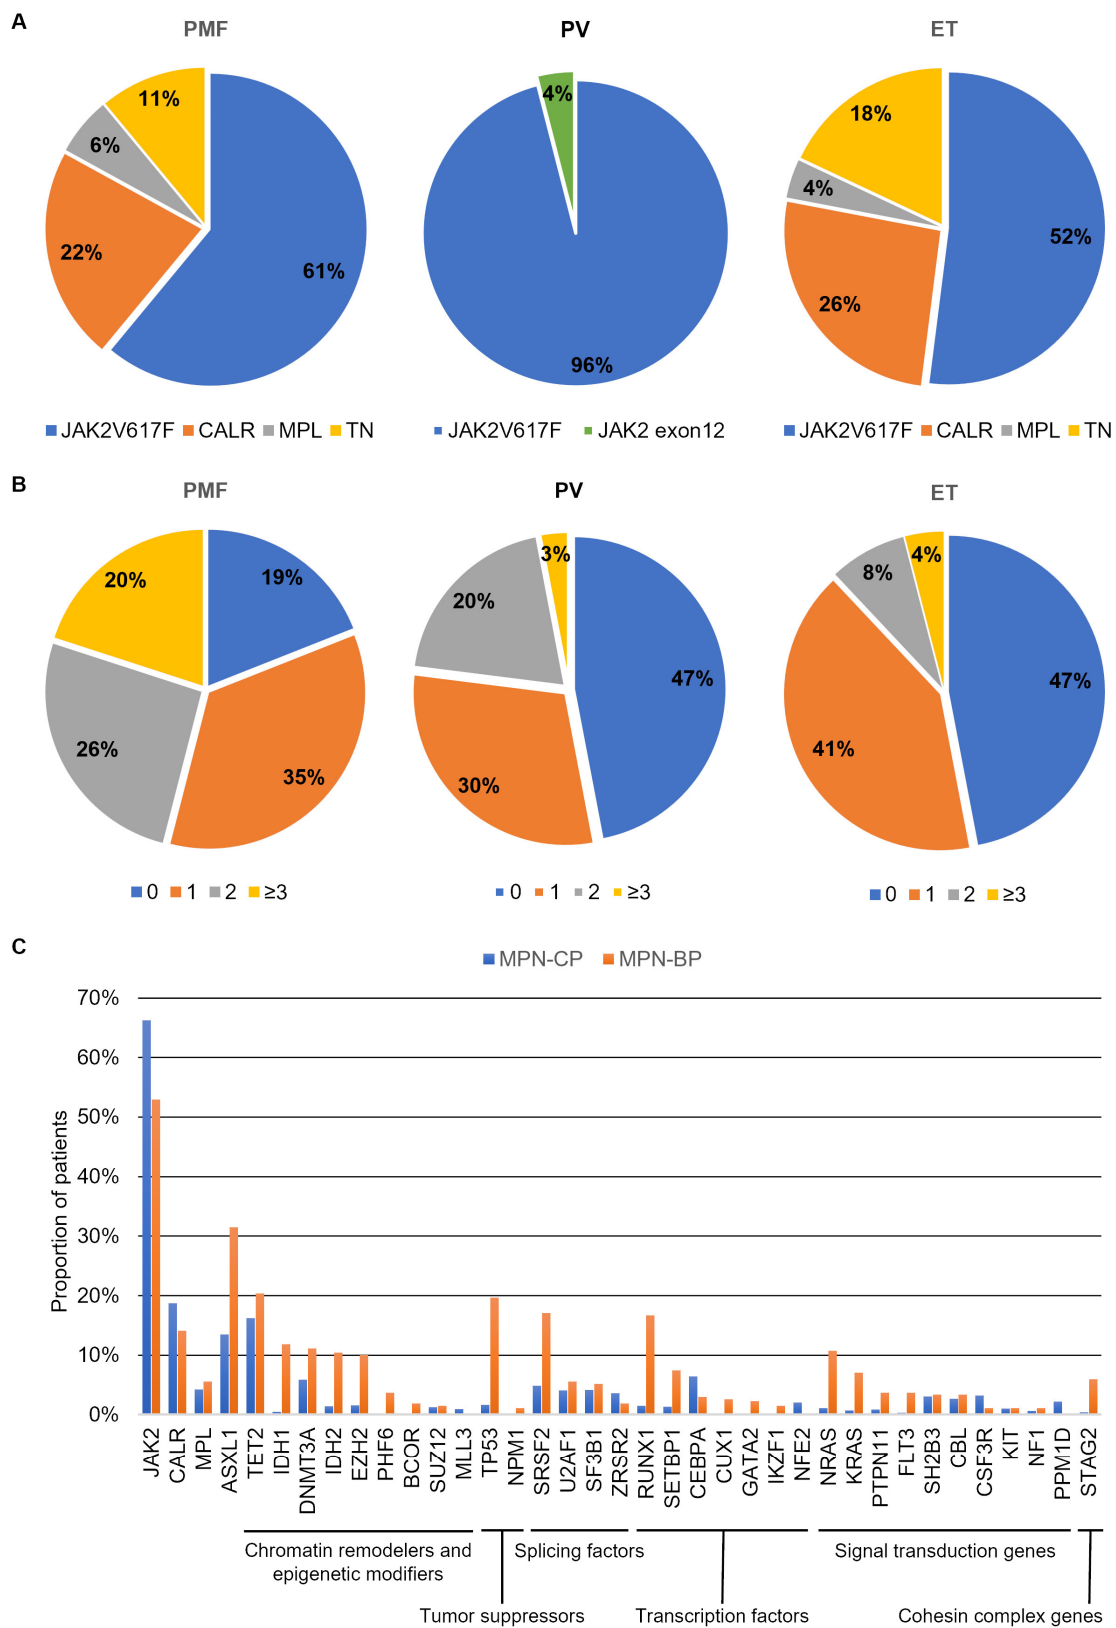 A
PMF
PV
ET
11%
6%
22%
61%
4%
96%
18%
4%
26%
52%
JAK2V617F CALR MPL TN
JAK2V617F JAK2 exon12
JAK2V617F CALR MPL TN
B
PMF
PV
ET
20%
19%
26%
35%
3%
20%
47%
30%
4%
8%
47%
41%
0 1 2 ≥3
0 1 2 ≥3
0 1 2 ≥3
C
MPN-CP MPN-BP
Proportion of patients
70%
60%
50%
40%
30%
20%
10%
0%
JAK2
CALR
MPL
ASXL1
TET2
IDH1
DNMT3A
IDH2
EZH2
PHF6
BCOR
SUZ12
MLL3
TP53
NPM1
SRSF2
U2AF1
SF3B1
ZRSR2
RUNX1
SETBP1
CEBPA
CUX1
GATA2
IKZF1
NFE2
NRAS
KRAS
PTPN11
FLT3
SH2B3
CBL
CSF3R
KIT
NF1
PPM1D
STAG2
Chromatin remodelers and
epigenetic modifiers
Splicing factors
Signal transduction genes
Tumor suppressors
Transcription factors
Cohesin complex genes